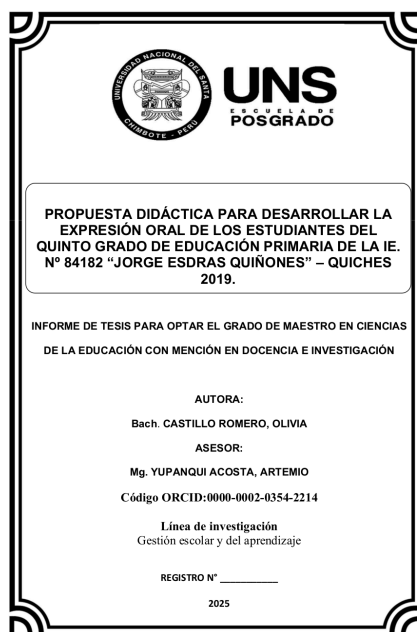 UNIVERSIDAD NACIONAL DEL SANTA
CHIMBOTE - PERU
UNS
ESCUELA DE
POSGRADO
PROPUESTA DIDÁCTICA PARA DESARROLLAR LA
EXPRESIÓN ORAL DE LOS ESTUDIANTES DEL
QUINTO GRADO DE EDUCACIÓN PRIMARIA DE LA IE.
Nº 84182 “JORGE ESDRAS QUIÑONES” – QUICHES
2019.
INFORME DE TESIS PARA OPTAR EL GRADO DE MAESTRO EN CIENCIAS
DE LA EDUCACIÓN CON MENCIÓN EN DOCENCIA E INVESTIGACIÓN
AUTORA:
Bach. CASTILLO ROMERO, OLIVIA
ASESOR:
Mg. YUPANQUI ACOSTA, ARTEMIO
Código ORCID:0000-0002-0354-2214
Línea de investigación
Gestión escolar y del aprendizaje
REGISTRO N° ___________
2025